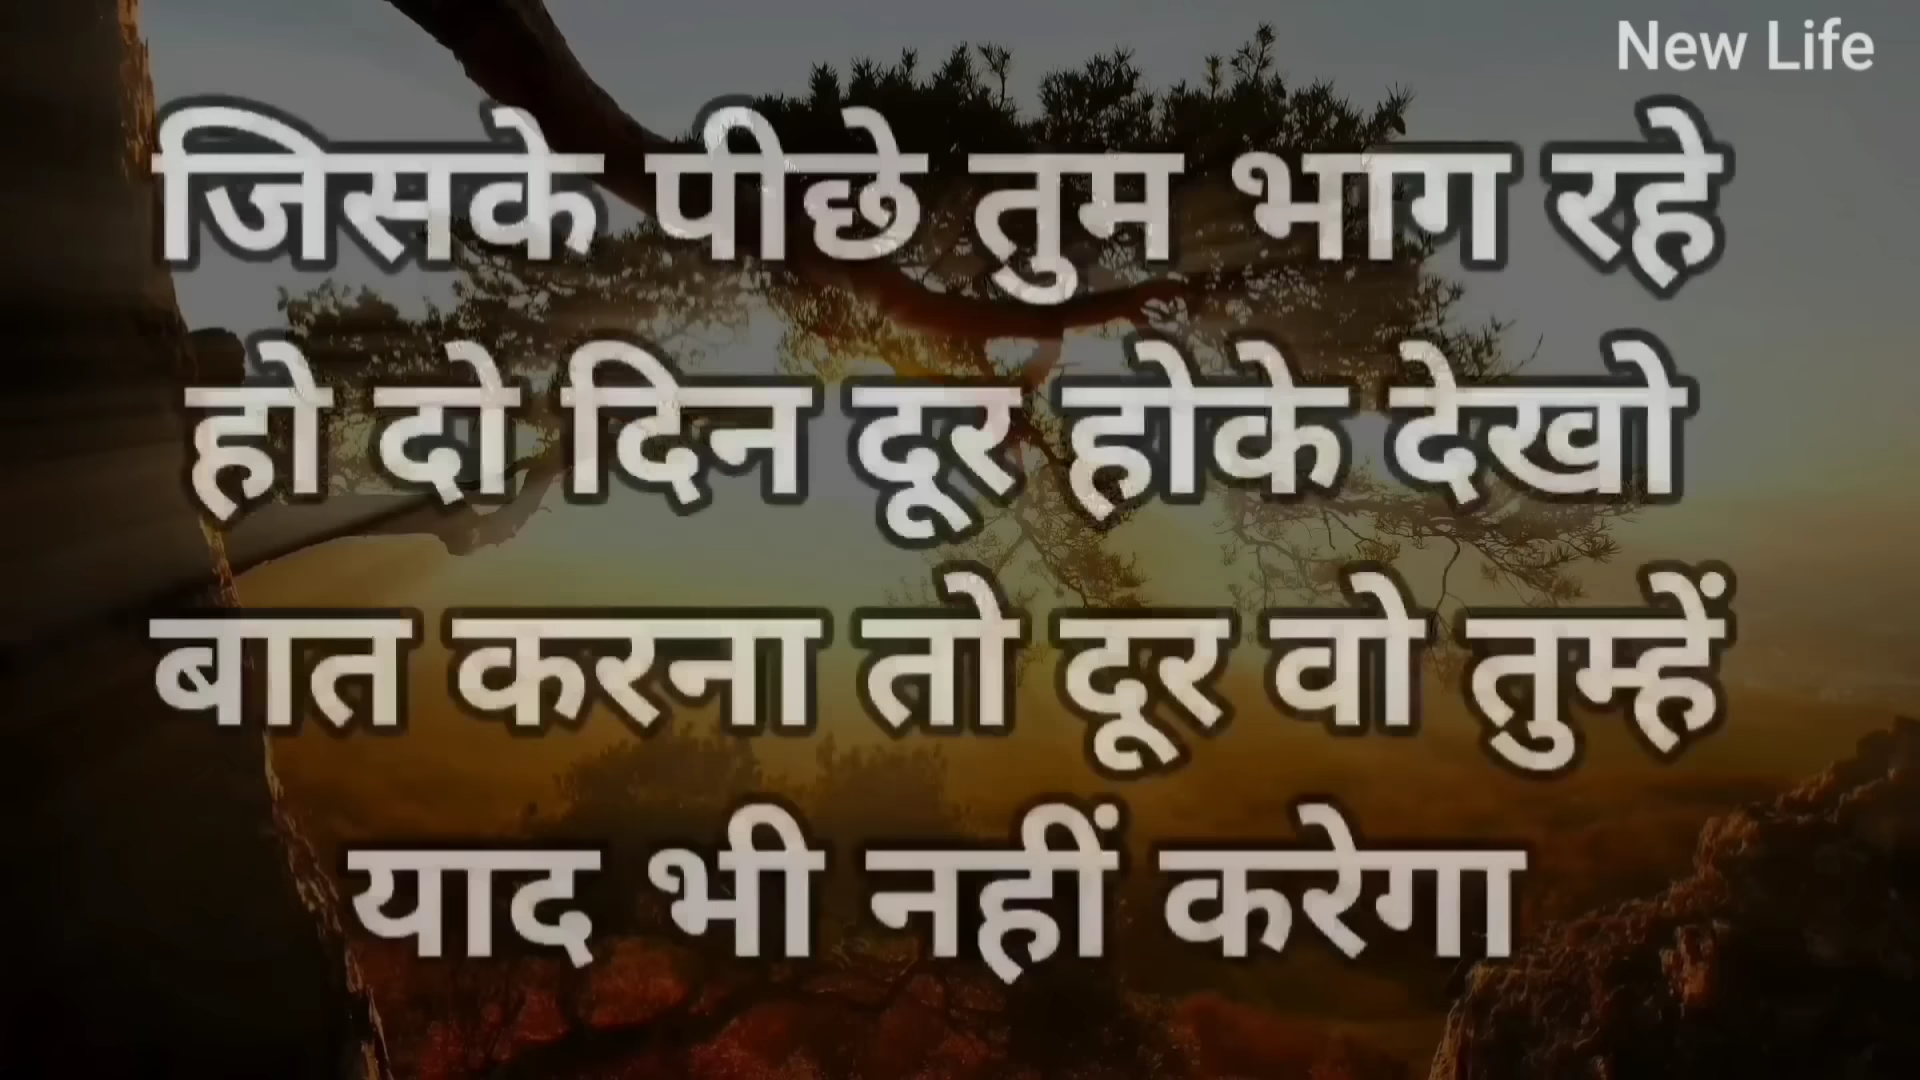 New Life
जिसके पीछे तुम भाग रहे
हो दो दिन दूर होके देखो
बात करना तो दूर वो तुम्हें
याद भी नहीं करेगा